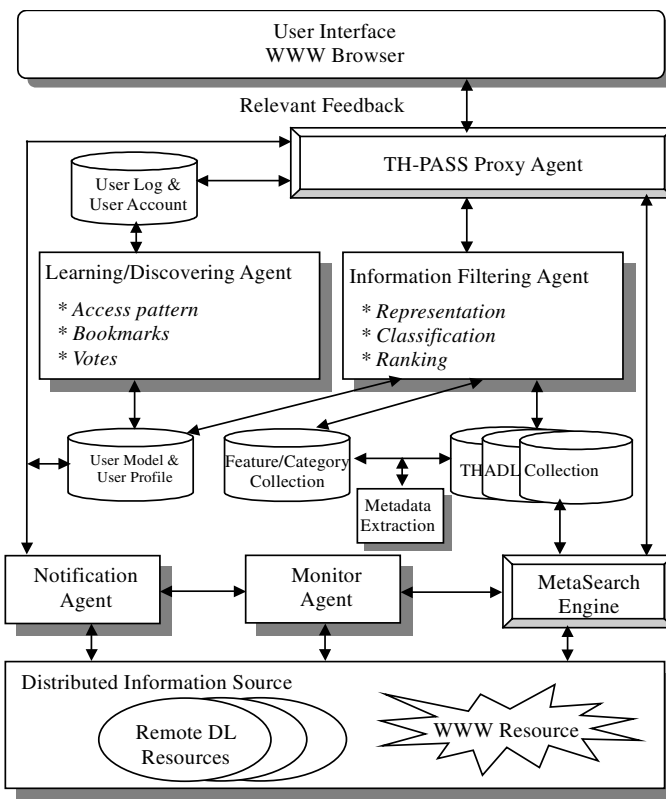 User Interface
WWW Browser
Relevant Feedback
TH-PASS Proxy Agent
User Log &
User Account
Learning/Discovering Agent
* Access pattern
* Bookmarks
* Votes
Information Filtering Agent
* Representation
* Classification
* Ranking
User Model &
User Profile
Feature/Category
Collection
THADL Collection
Metadata
Extraction
Notification
Agent
Monitor
Agent
MetaSearch
Engine
Distributed Information Source
Remote DL
Resources
WWW Resource